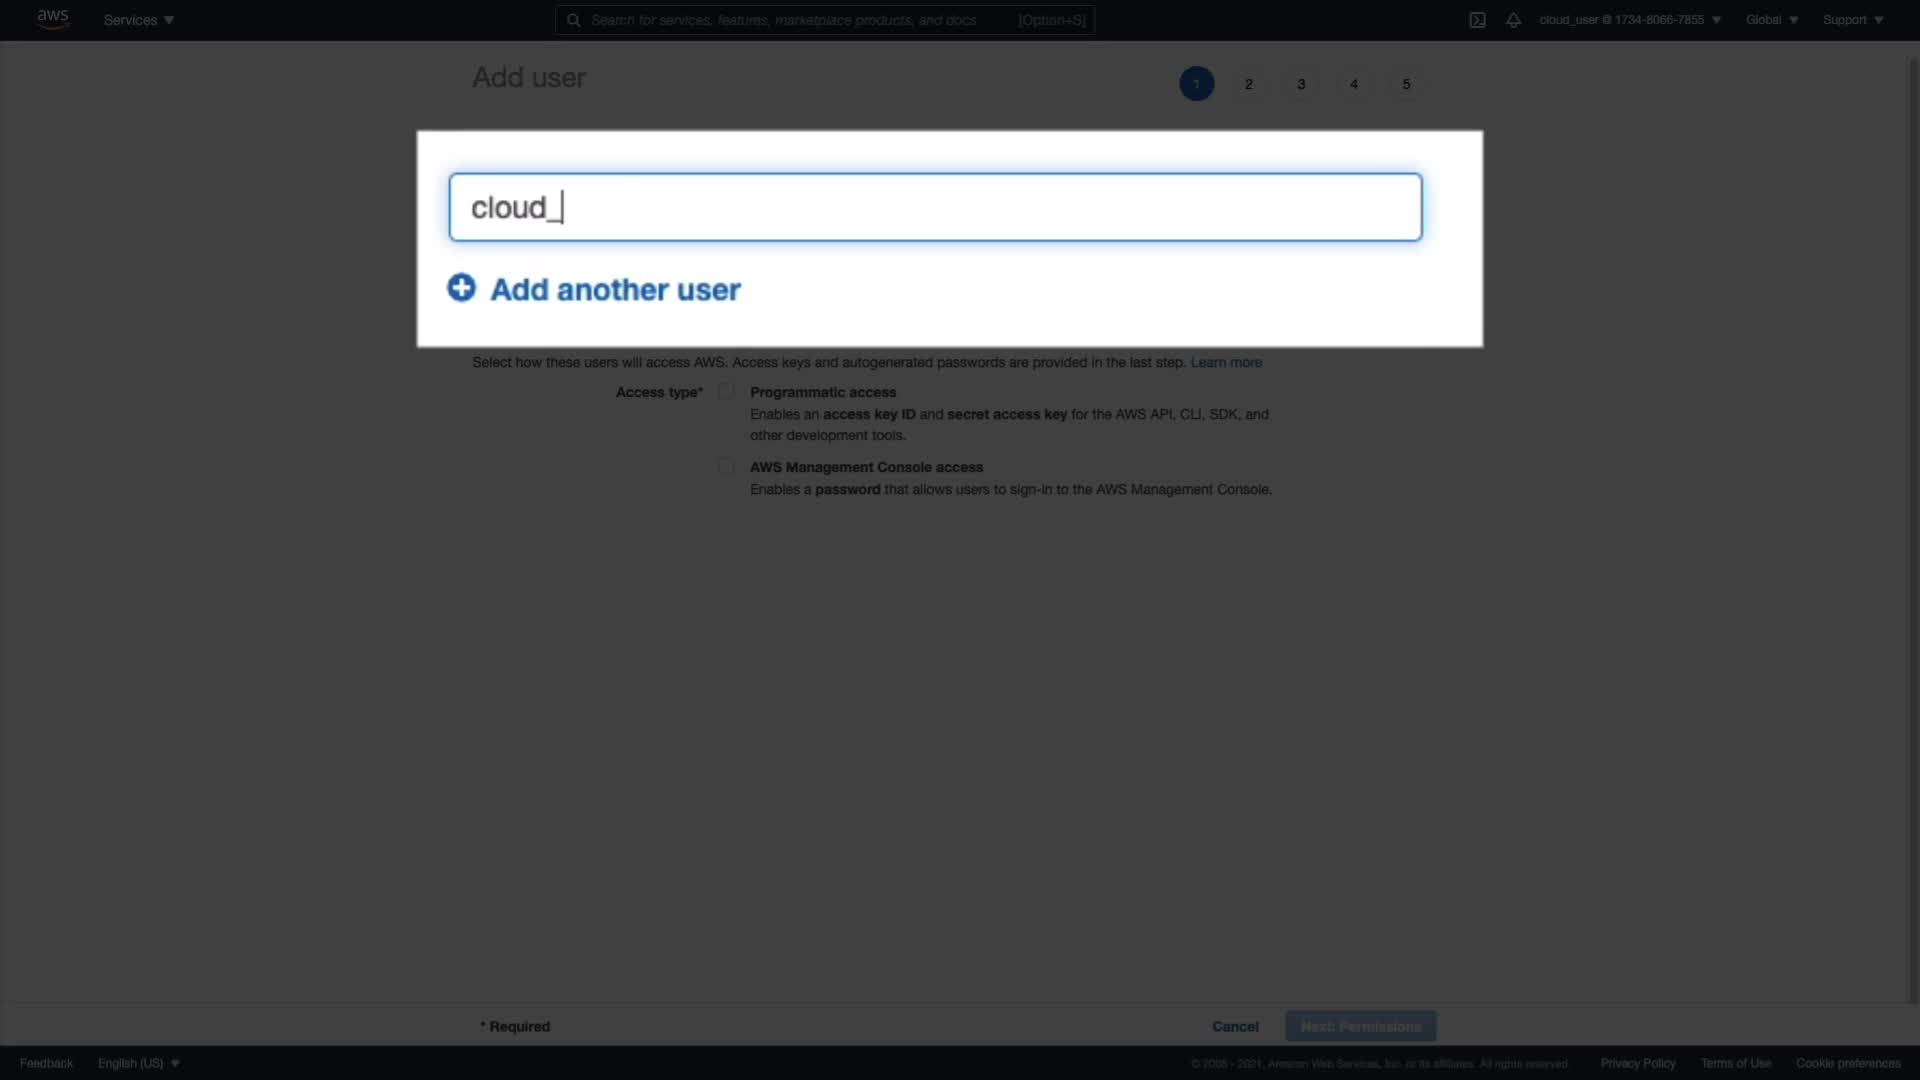 aws
Services
Search for services, features, marketplace products, and docs
[Option+S]
cloud_user @ 1734-8066-7855
Global
Support
Add user
1
2
3
4
5
cloud_
Add another user
Select how these users will access AWS. Access keys and autogenerated passwords are provided in the last step. Learn more
Access type*
Programmatic access
Enables an access key ID and secret access key for the AWS API, CLI, SDK, and
other development tools.
AWS Management Console access
Enables a password that allows users to sign-in to the AWS Management Console.
* Required
Cancel
Next: Permissions
Feedback
English (US)
© 2008 - 2021, Amazon Web Services, Inc. or its affiliates. All rights reserved.
Privacy Policy
Terms of Use
Cookie preferences